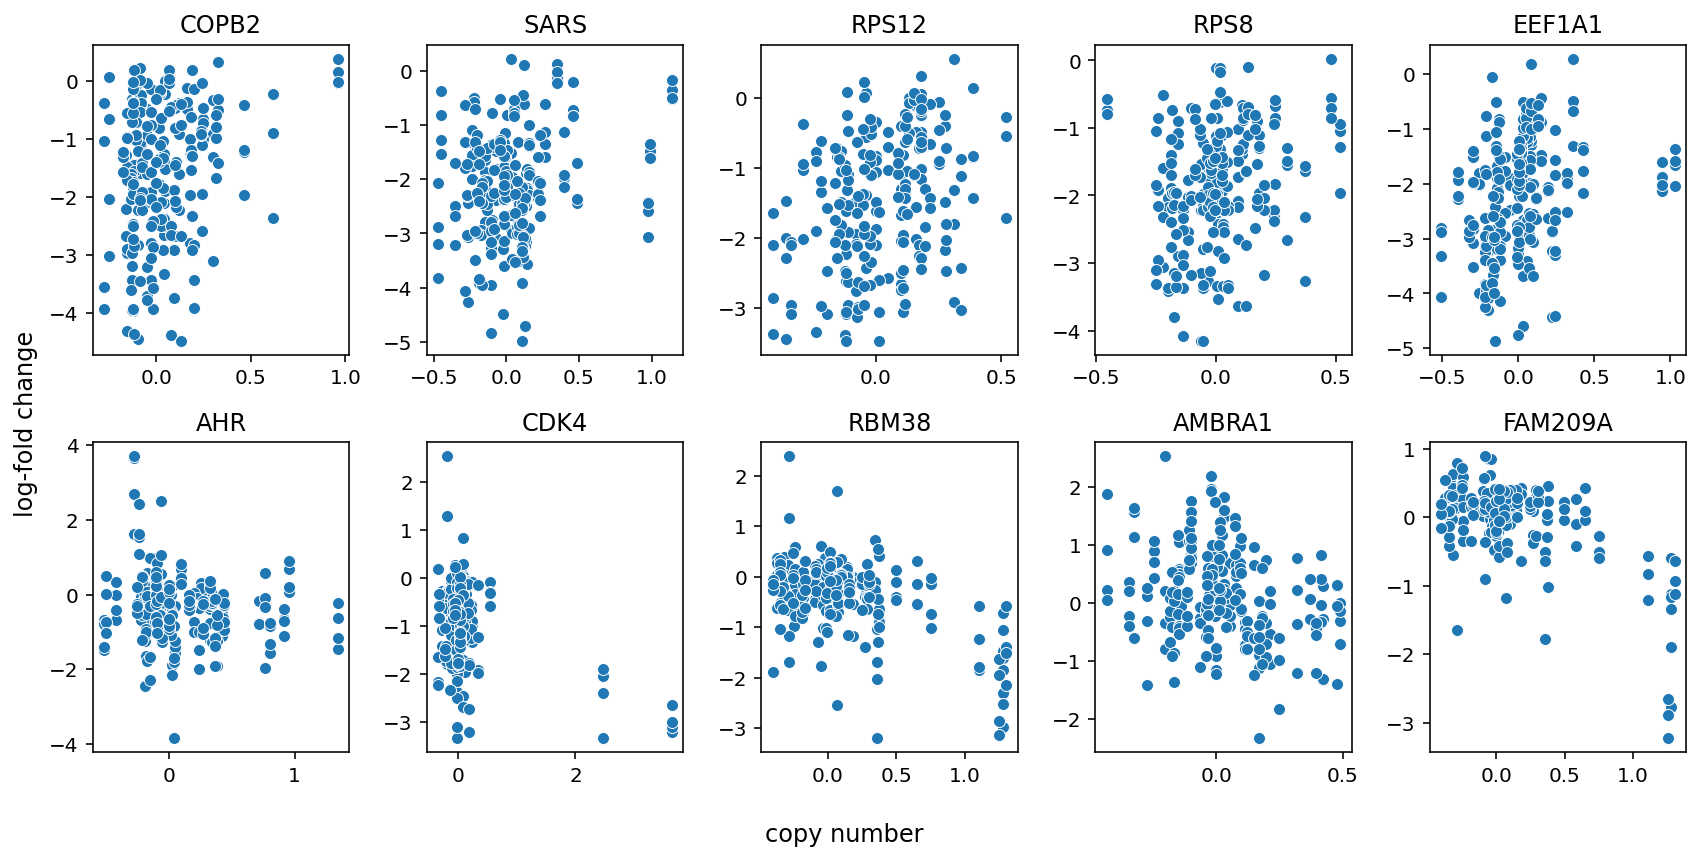 COPB2 SARS RPS12 RPS8 EEF1A1
0 −1 −2 −3 −4
0.0 0.5 1.0
0 −1 −2 −3 −4 −5
−0.5 0.0 0.5 1.0
0 −1 −2 −3
0.0 0.5
0 −1 −2 −3 −4
−0.5 0.0 0.5
0 −1 −2 −3 −4 −5
−0.5 0.0 0.5 1.0
log-fold change
AHR CDK4 RBM38 AMBRA1 FAM209A
4 2 0 −2 −4
0 1
2 1 0 −1 −2 −3
0 2
2 1 0 −1 −2 −3
0.0 0.5 1.0
2 1 0 −1 −2
0.0 0.5
1 0 −1 −2 −3
0.0 0.5 1.0
copy number